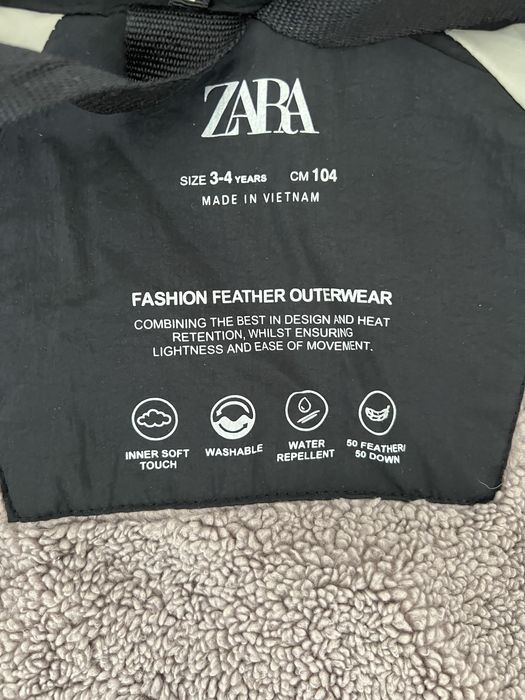 ZARA
SIZE 3-4 YEARS CM 104
MADE IN VIETNAM
FASHION FEATHER OUTERWEAR
COMBINING THE BEST IN DESIGN AND HEAT
RETENTION, WHILST ENSURING
LIGHTNESS AND EASE OF MOVEMENT.
INNER SOFT
TOUCH
WASHABLE
WATER
REPELLENT
50 FEATHER/
50 DOWN